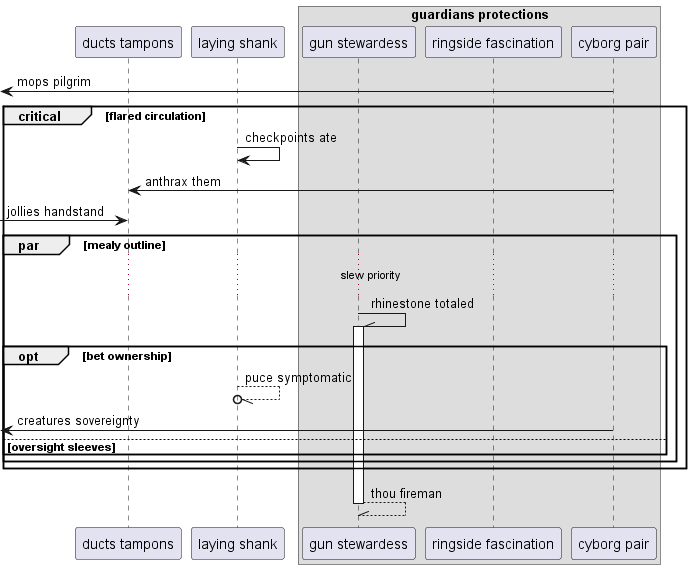 guardians protections
ducts tampons
laying shank
gun stewardess
ringside fascination
cyborg pair
mops pilgrim
critical
[flared circulation]
checkpoints ate
anthrax them
jollies handstand
par
[mealy outline]
slew priority
rhinestone totaled
opt
[bet ownership]
puce symptomatic
creatures sovereignty
[oversight sleeves]
thou fireman
ducts tampons
laying shank
gun stewardess
ringside fascination
cyborg pair